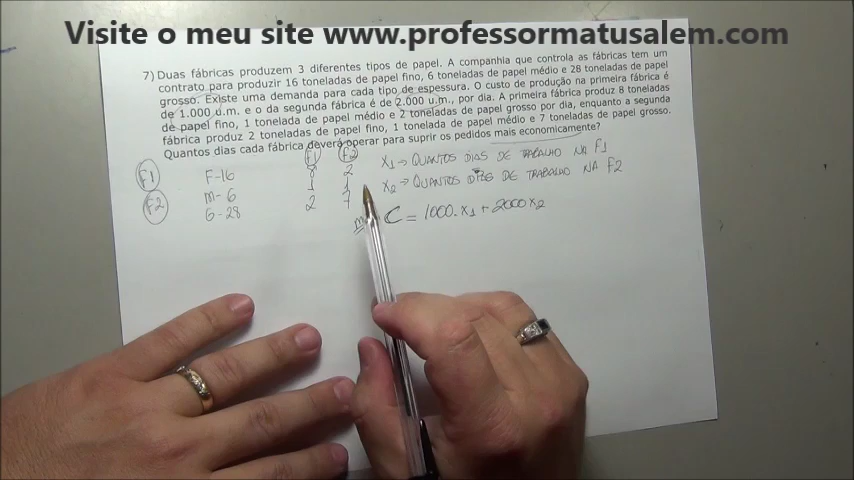 Visite o meu site www.professormatusalem.com
7) Duas fábricas produzem 3 diferentes tipos de papel. A companhia que controla as fábricas tem um
contrato para produzir 16 toneladas de papel fino, 6 toneladas de papel médio e 28 toneladas de papel
grosso. Existe uma demanda para cada tipo de espessura. O custo de produção na primeira fábrica é
de 1.000 u.m. e o da segunda fábrica é de 2.000 u.m., por dia. A primeira fábrica produz 8 toneladas
de papel fino, 1 tonelada de papel médio e 2 toneladas de papel grosso por dia, enquanto a segunda
fábrica produz 2 toneladas de papel fino, 1 tonelada de papel médio e 7 toneladas de papel grosso.
Quantos dias cada fábrica deverá operar para suprir os pedidos mais economicamente?
F1 F2
F1 F-16 8 2 X1 → QUANTOS DIAS DE TRABALHO NA F1
F2 M-6 1 1 X2 → QUANTOS DIAS DE TRABALHO NA F2
G-28 2 7
C = 1000.X1 + 2000X2